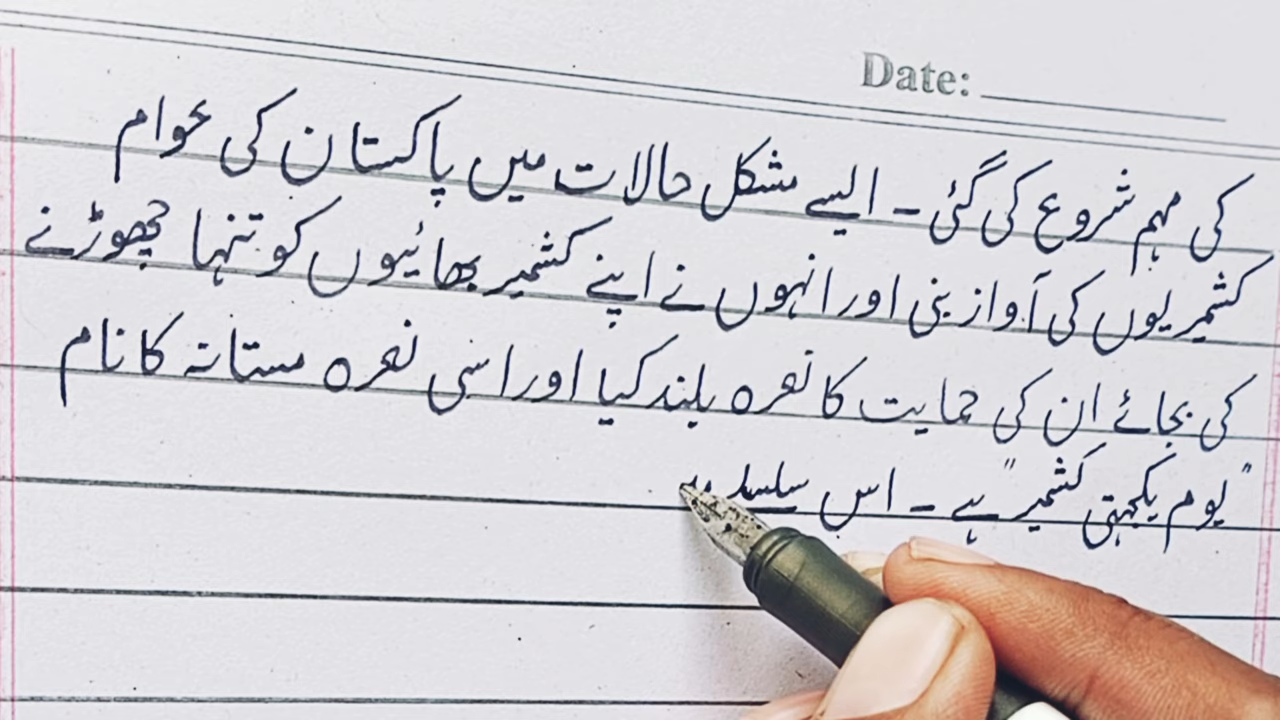 Date:
کی مہم شروع کی گئی ۔ ایسے مشکل حالات میں پاکستان کی عوام
کشمیریوں کی آواز بنی اور انہوں نے اپنے کشمیر بھائیوں کو تنہا چھوڑنے
کی بجائے ان کی حمایت کا نعرہ بلند کیا اور اسی نعرہ مستانہ کا نام
"یوم یکجہتی کشمیر" ہے ۔ اس سلسلہ